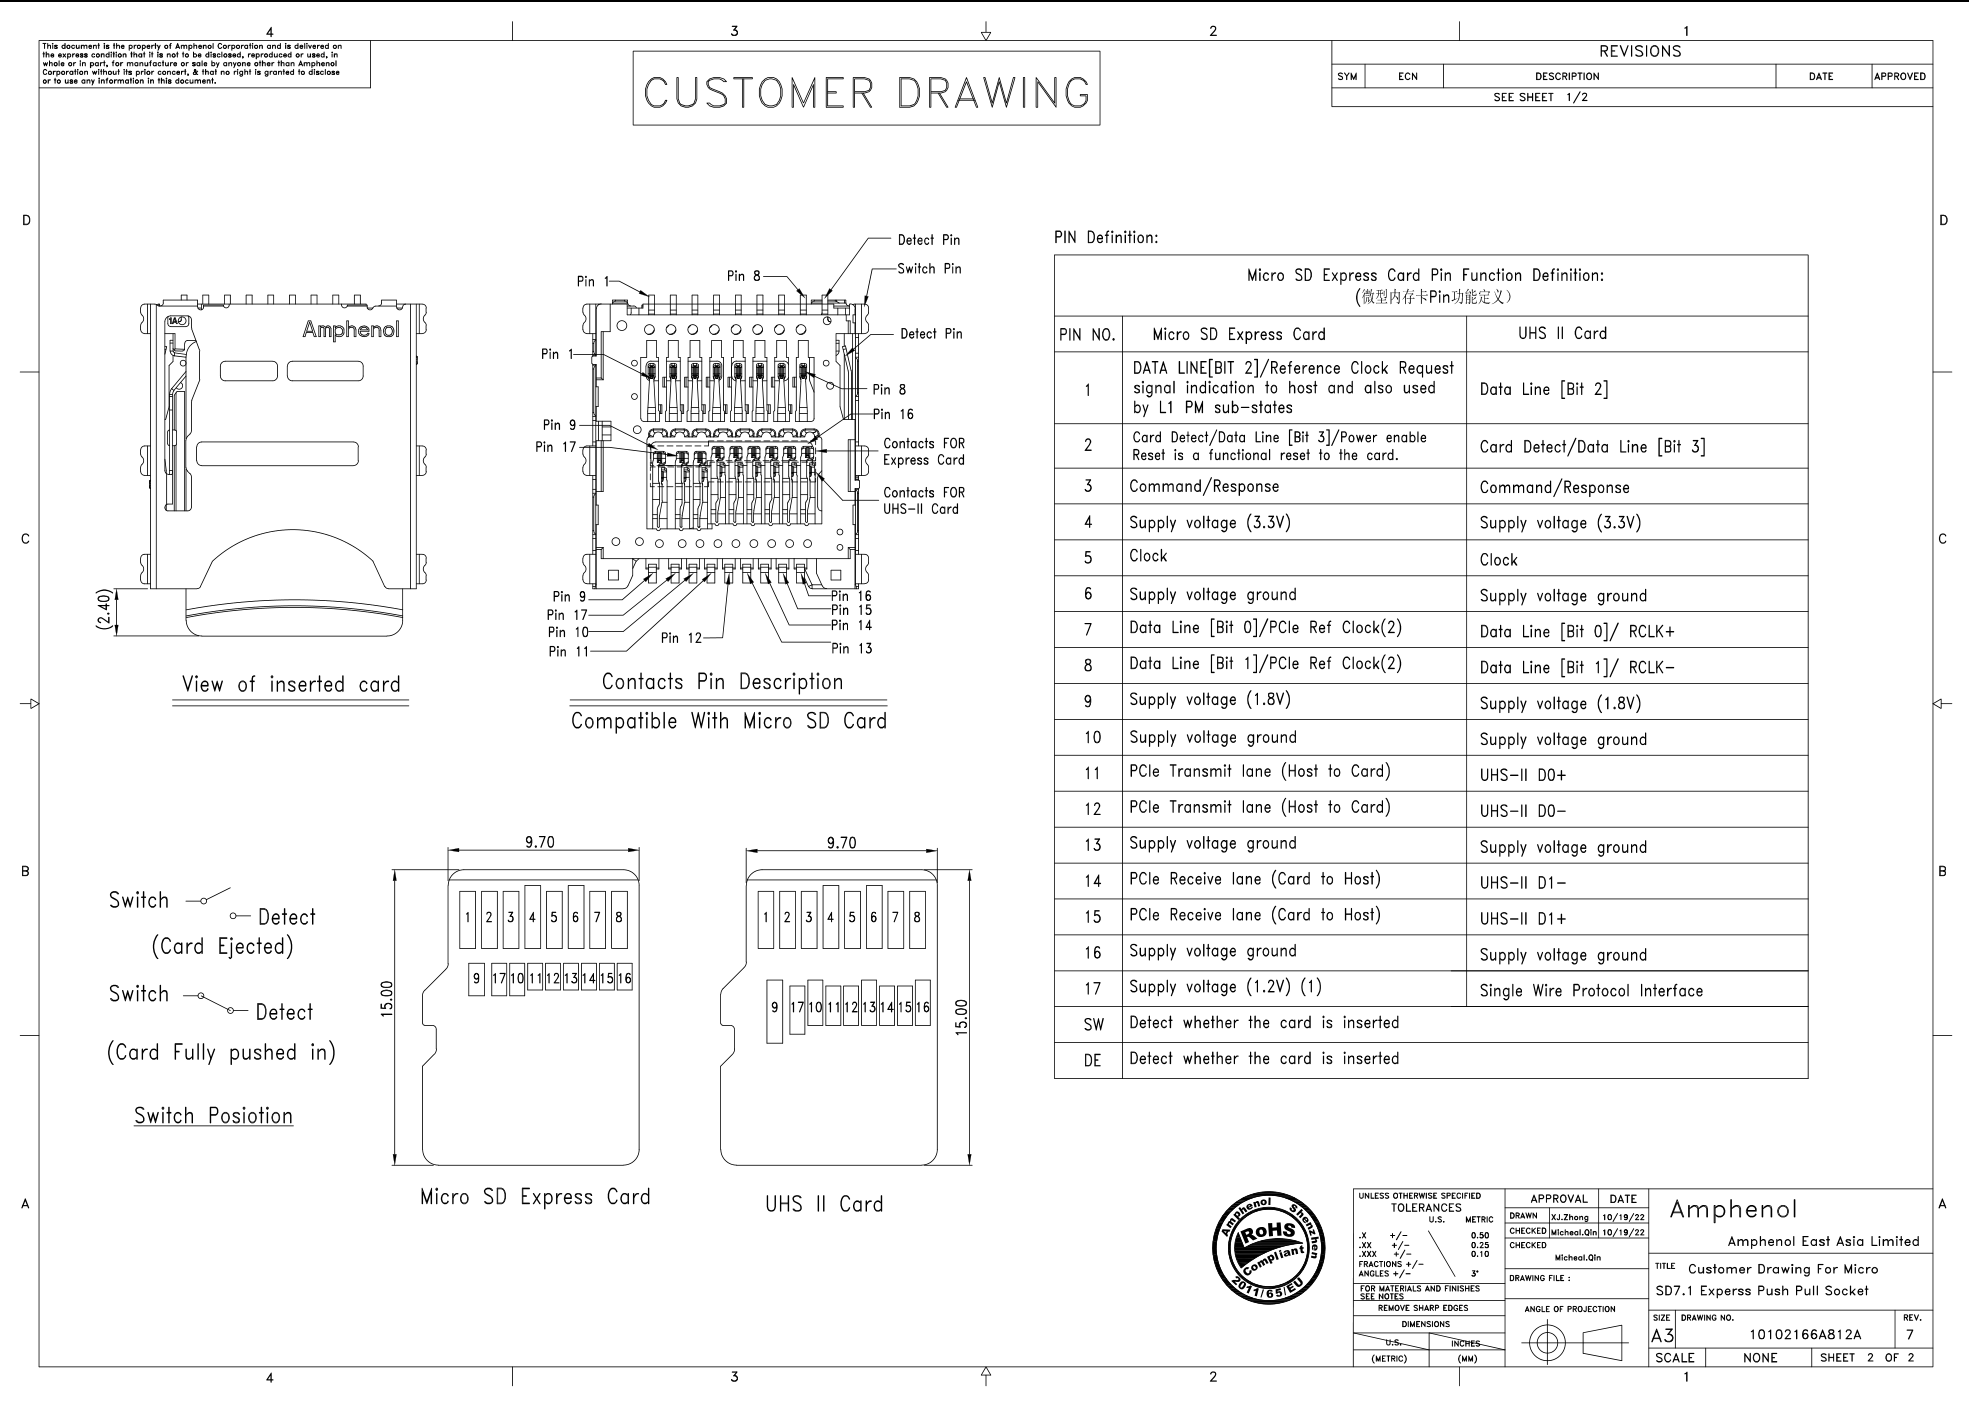 4
3
2
1
This document is the property of Amphenol Corporation and is delivered on
the express condition that it is not to be disclosed, reproduced or used, in
whole or in part, for manufacture or sale by anyone other than Amphenol
Corporation without its prior concert, & that no right is granted to disclose
or to use any information in this document.
CUSTOMER DRAWING
REVISIONS
SYM ECN DESCRIPTION DATE APPROVED
SEE SHEET 1/2
D
D
C
C
B
B
A
A
1A
Amphenol
(2.40)
View of inserted card
Detect Pin
Switch Pin
Pin 1
Pin 8
Detect Pin
Pin 1
Pin 8
Pin 16
Pin 9
Pin 17
Contacts FOR
Express Card
Contacts FOR
UHS-II Card
Pin 9
Pin 17
Pin 10
Pin 11
Pin 12
Pin 16
Pin 15
Pin 14
Pin 13
Contacts Pin Description
Compatible With Micro SD Card
PIN Definition:
Micro SD Express Card Pin Function Definition:
(微型内存卡Pin功能定义)
PIN NO. Micro SD Express Card UHS II Card
1 DATA LINE[BIT 2]/Reference Clock Request
signal indication to host and also used
by L1 PM sub-states
Data Line [Bit 2]
2 Card Detect/Data Line [Bit 3]/Power enable
Reset is a functional reset to the card.
Card Detect/Data Line [Bit 3]
3 Command/Response Command/Response
4 Supply voltage (3.3V) Supply voltage (3.3V)
5 Clock Clock
6 Supply voltage ground Supply voltage ground
7 Data Line [Bit 0]/PCIe Ref Clock(2) Data Line [Bit 0]/ RCLK+
8 Data Line [Bit 1]/PCIe Ref Clock(2) Data Line [Bit 1]/ RCLK-
9 Supply voltage (1.8V) Supply voltage (1.8V)
10 Supply voltage ground Supply voltage ground
11 PCIe Transmit lane (Host to Card) UHS-II D0+
12 PCIe Transmit lane (Host to Card) UHS-II D0-
13 Supply voltage ground Supply voltage ground
14 PCIe Receive lane (Card to Host) UHS-II D1-
15 PCIe Receive lane (Card to Host) UHS-II D1+
16 Supply voltage ground Supply voltage ground
17 Supply voltage (1.2V) (1) Single Wire Protocol Interface
SW Detect whether the card is inserted
DE Detect whether the card is inserted
Switch
Detect
(Card Ejected)
Switch
Detect
(Card Fully pushed in)
Switch Posiotion
9.70
15.00
1 2 3 4 5 6 7 8
9 17 10 11 12 13 14 15 16
Micro SD Express Card
9.70
15.00
1 2 3 4 5 6 7 8
9 17 10 11 12 13 14 15 16
UHS II Card
Amphenol Shenzhen
RoHS
Compliant
2011/65/EU
UNLESS OTHERWISE SPECIFIED
TOLERANCES
U.S. METRIC
.X +/- 0.50
.XX +/- 0.25
.XXX +/- 0.10
FRACTIONS +/-
ANGLES +/- 3°
FOR MATERIALS AND FINISHES
SEE NOTES
REMOVE SHARP EDGES
DIMENSIONS
U.S. INCHES
(METRIC) (MM)
APPROVAL DATE
DRAWN XJ.Zhong 10/19/22
CHECKED Micheal.Qin 10/19/22
CHECKED
Micheal.Qin
DRAWING FILE :
ANGLE OF PROJECTION
Amphenol
Amphenol East Asia Limited
TITLE Customer Drawing For Micro
SD7.1 Experss Push Pull Socket
SIZE DRAWING NO. REV.
A3 10102166A812A 7
SCALE NONE SHEET 2 OF 2
4
3
2
1